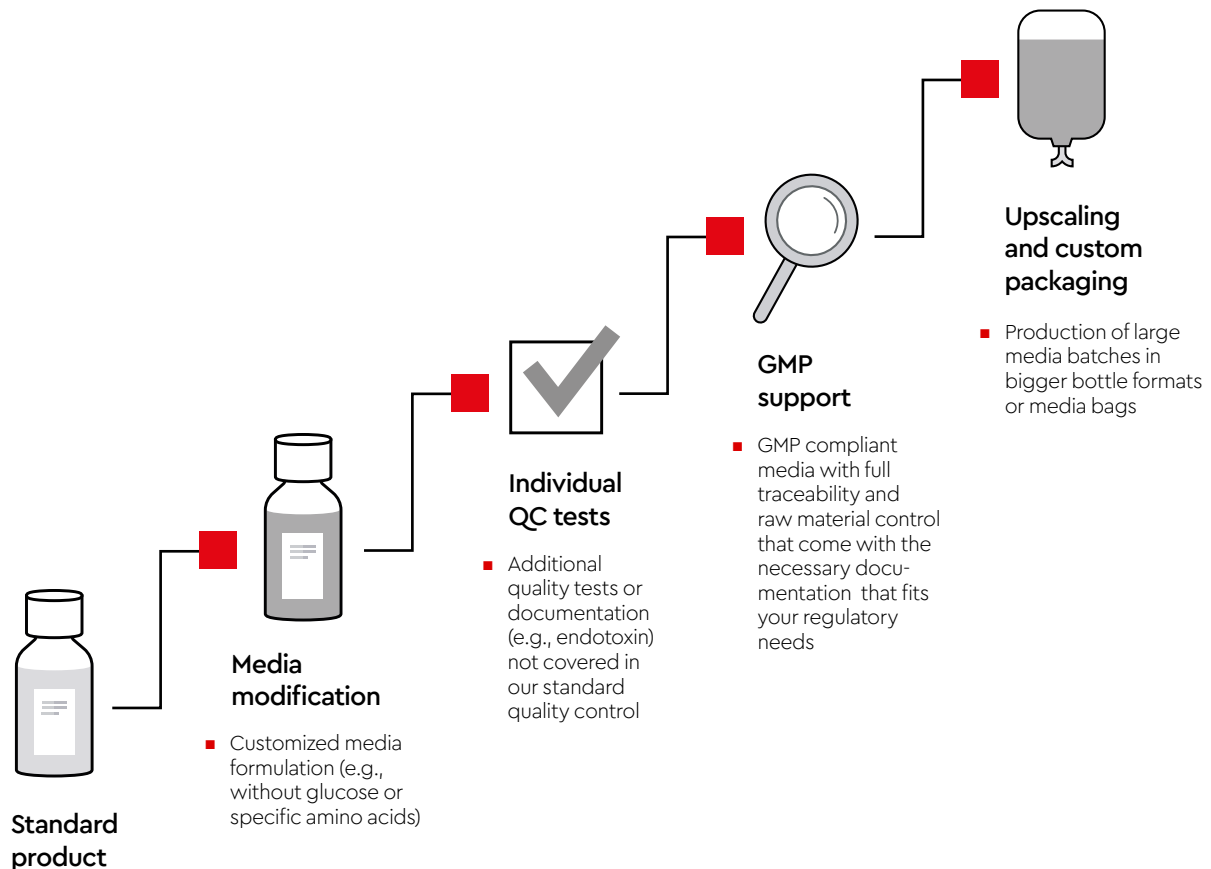 Standard
product
Media
modification
Customized media
formulation (e.g.,
without glucose or
specific amino acids)
Individual
QC tests
Additional
quality tests or
documentation
(e.g., endotoxin)
not covered in
our standard
quality control
GMP
support
GMP compliant
media with full
traceability and
raw material control
that come with the
necessary docu-
mentation that fits
your regulatory
needs
Upscaling
and custom
packaging
Production of large
media batches in
bigger bottle formats
or media bags